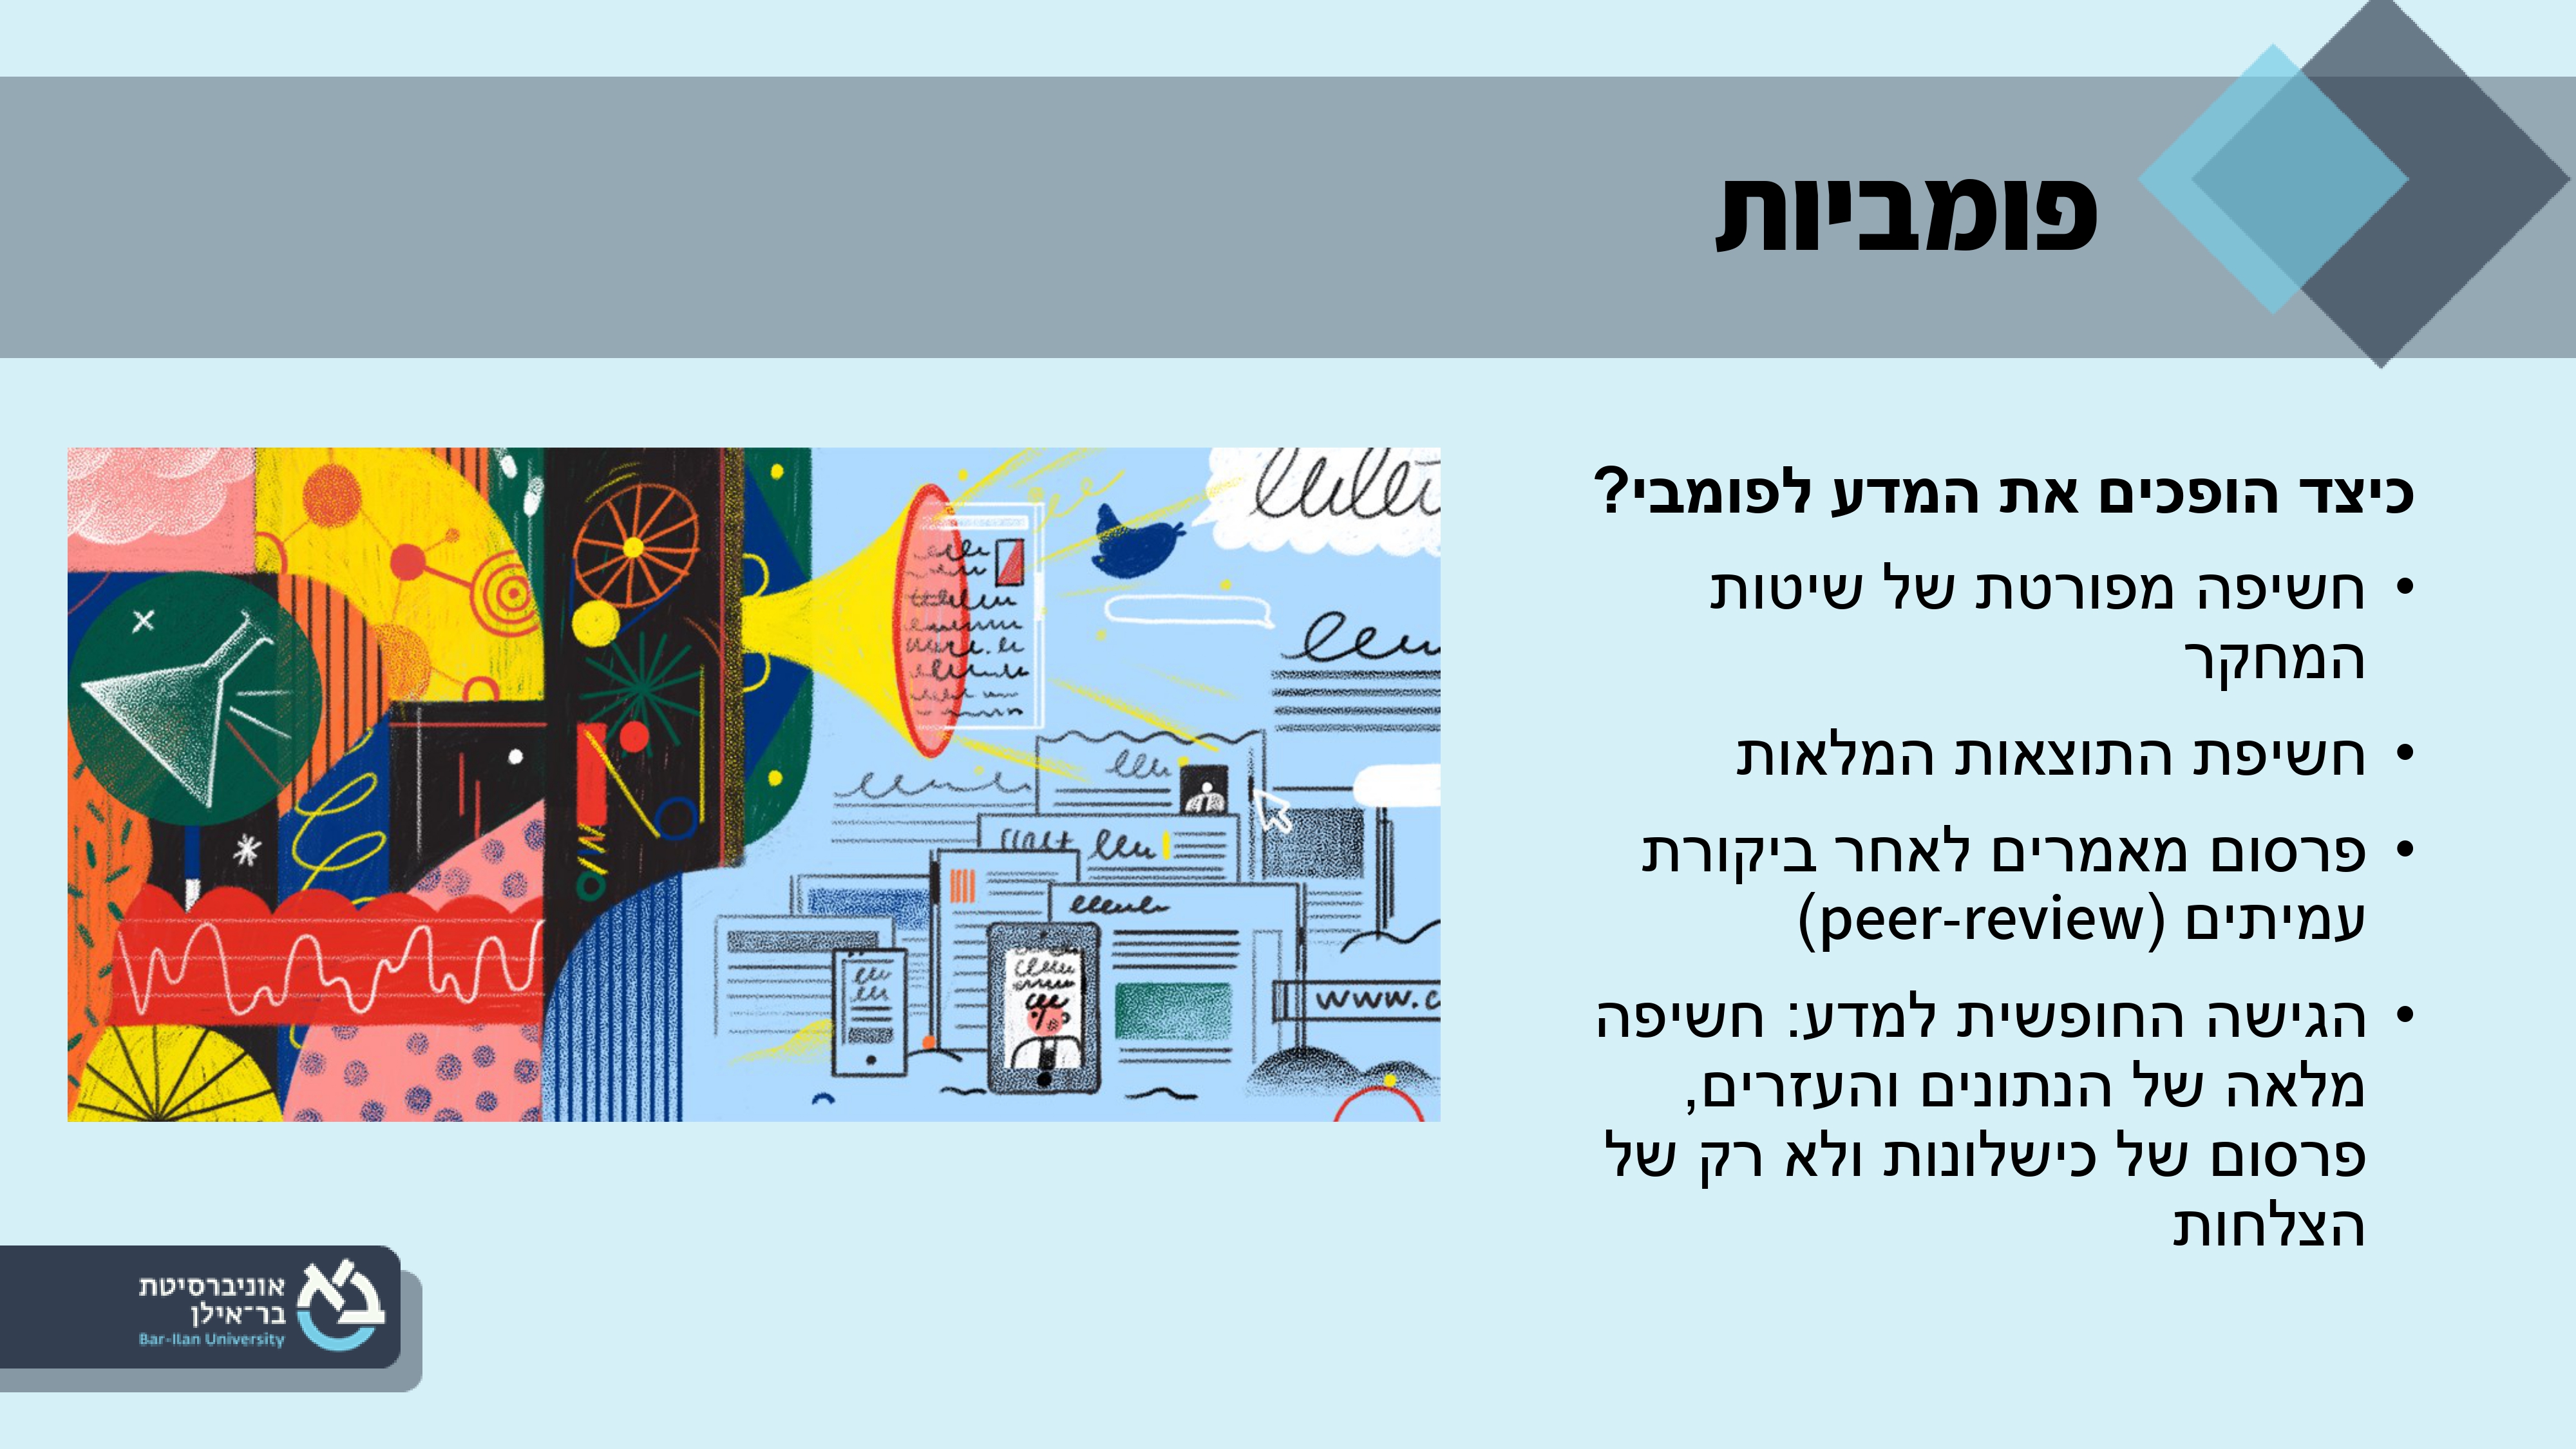 פומביות
כיצד הופכים את המדע לפומבי?
• חשיפה מפורטת של שיטות
המחקר
• חשיפת התוצאות המלאות
• פרסום מאמרים לאחר ביקורת
עמיתים (peer-review)
• הגישה החופשית למדע: חשיפה
מלאה של הנתונים והעזרים,
פרסום של כישלונות ולא רק של
הצלחות
www.c
אוניברסיטת
בר־אילן
Bar-Ilan University